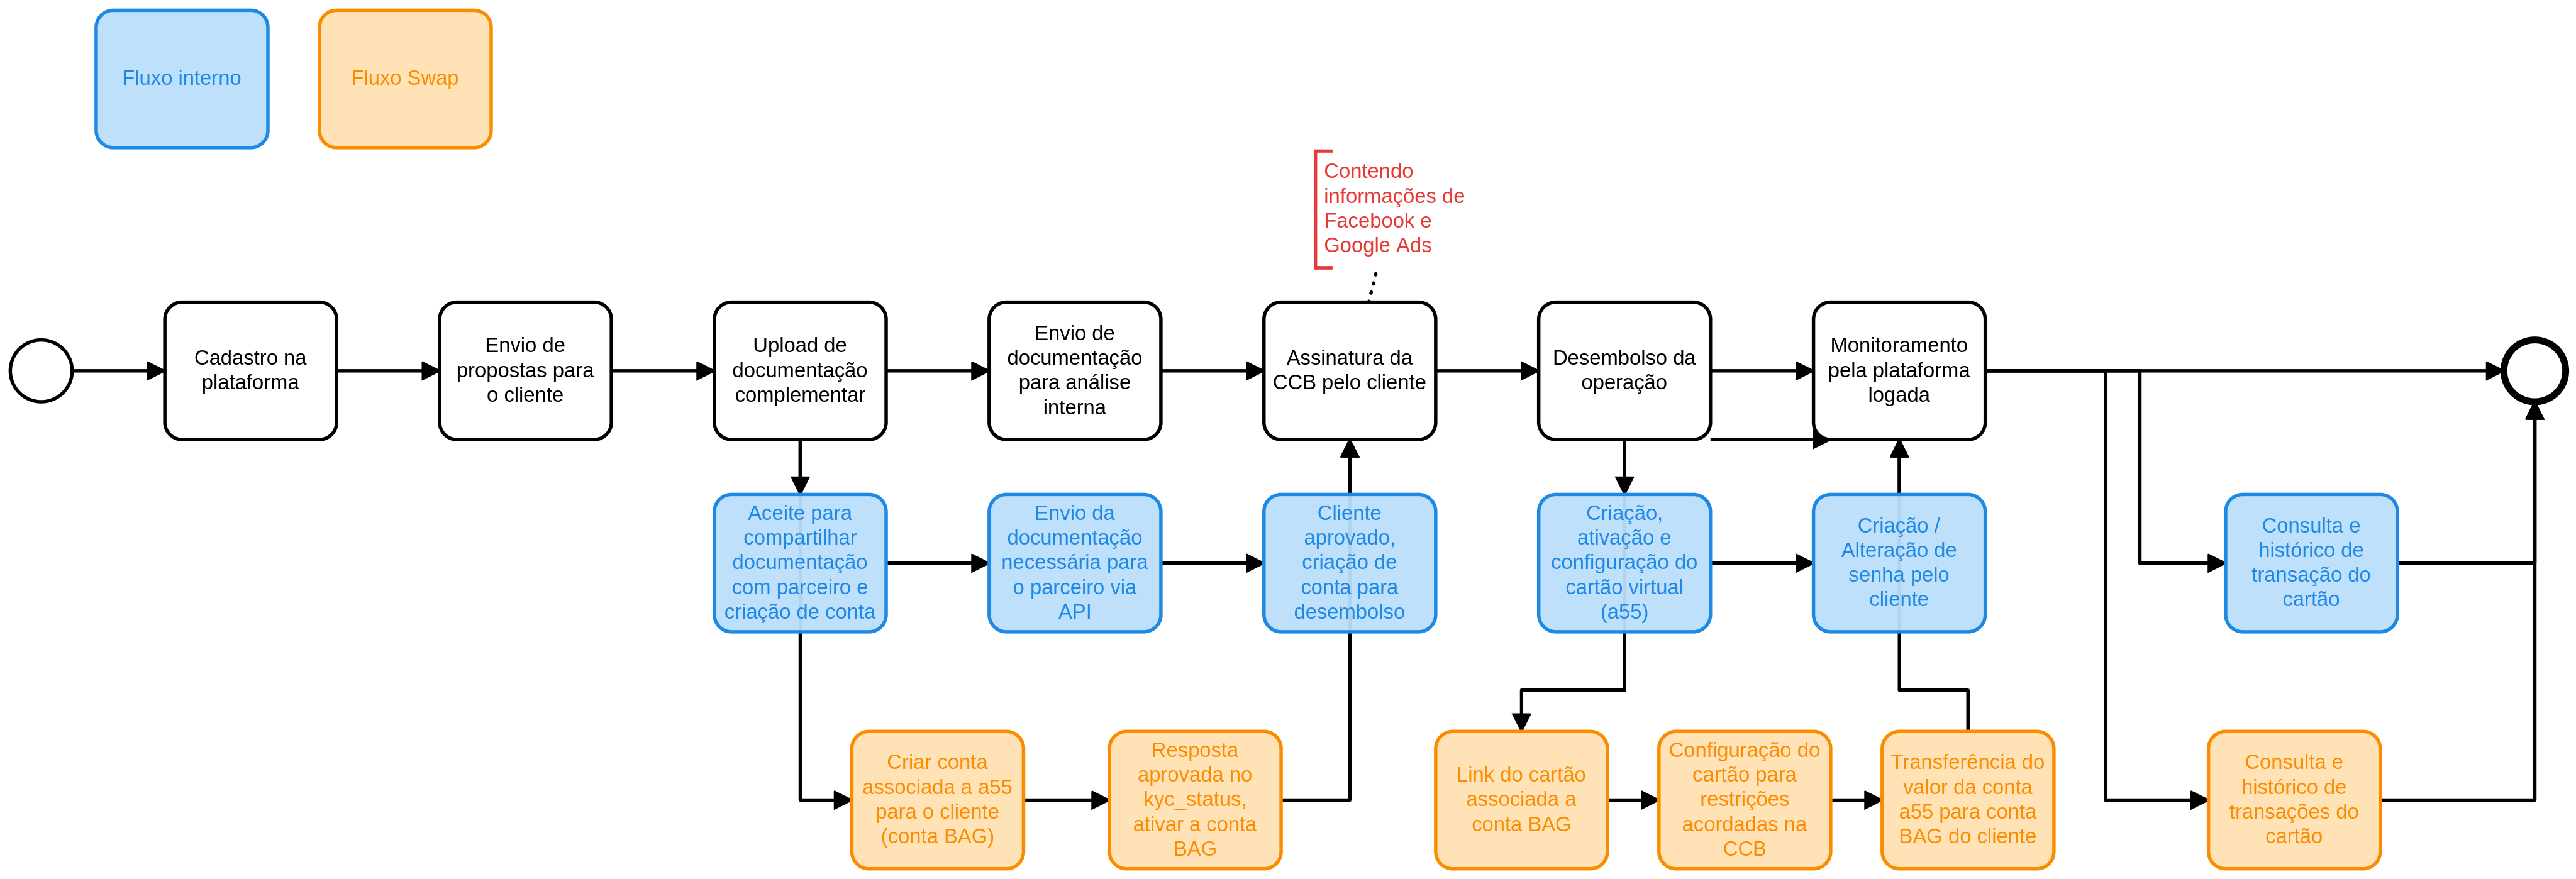 Fluxo interno
Fluxo Swap
Contendo
informações de
Facebook e
Google Ads
Cadastro na
plataforma
Envio de
propostas para
o cliente
Upload de
documentação
complementar
Envio de
documentação
para análise
interna
Assinatura da
CCB pelo cliente
Desembolso da
operação
Monitoramento
pela plataforma
logada
Aceite para
compartilhar
documentação
com parceiro e
criação de conta
Envio da
documentação
necessária para
o parceiro via
API
Cliente
aprovado,
criação de
conta para
desembolso
Criação,
ativação e
configuração do
cartão virtual
(a55)
Criação /
Alteração de
senha pelo
cliente
Consulta e
histórico de
transação do
cartão
Criar conta
associada a a55
para o cliente
(conta BAG)
Resposta
aprovada no
kyc_status,
ativar a conta
BAG
Link do cartão
associada a
conta BAG
Configuração do
cartão para
restrições
acordadas na
CCB
Transferência do
valor da conta
a55 para conta
BAG do cliente
Consulta e
histórico de
transações do
cartão